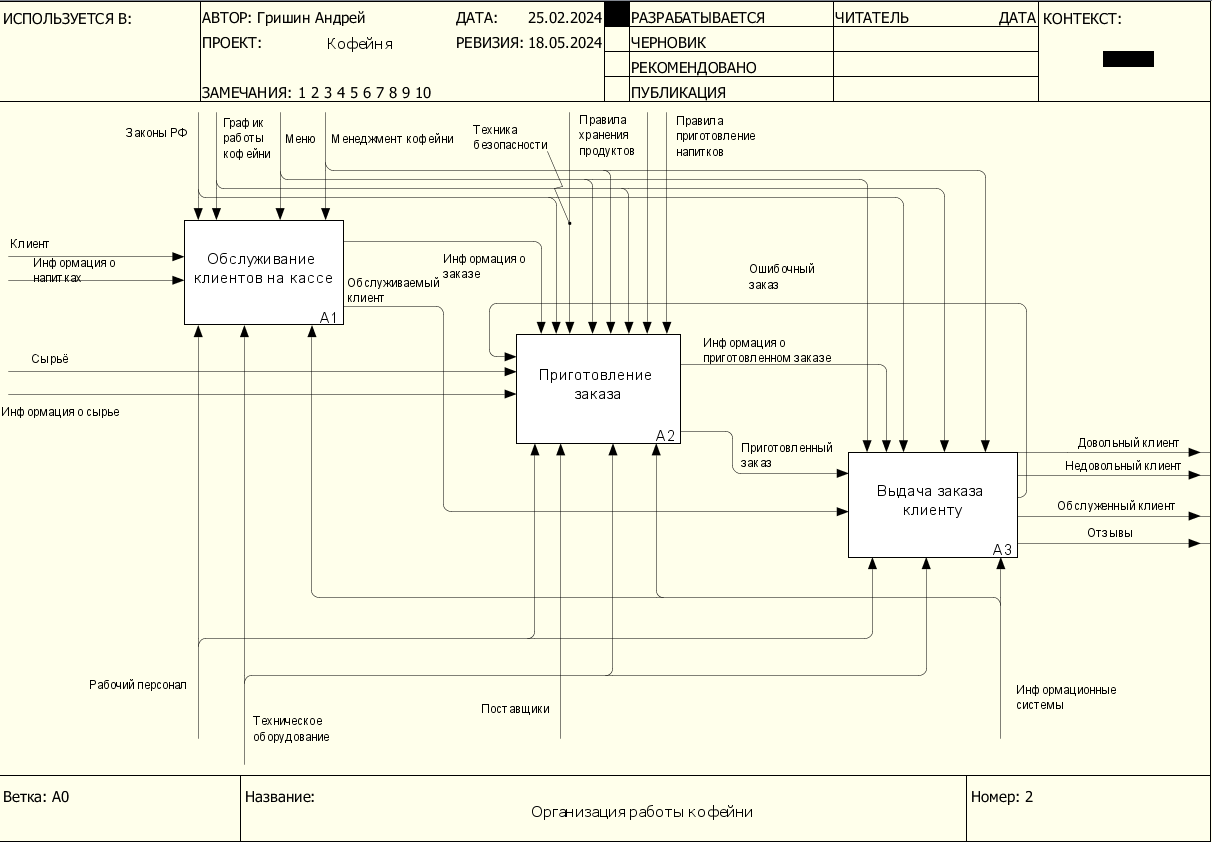 ИСПОЛЬЗУЕТСЯ В:
АВТОР: Гришин Андрей
ДАТА: 25.02.2024
РАЗРАБАТЫВАЕТСЯ
ЧИТАТЕЛЬ
ДАТА
КОНТЕКСТ:
ПРОЕКТ: Кофейня
РЕВИЗИЯ: 18.05.2024
ЧЕРНОВИК
РЕКОМЕНДОВАНО
ЗАМЕЧАНИЯ: 1 2 3 4 5 6 7 8 9 10
ПУБЛИКАЦИЯ
Законы РФ
График
работы
кофейни
Меню
Менеджмент кофейни
Техника
безопасности
Правила
хранения
продуктов
Правила
приготовление
напитков
Клиент
Информация о
напитках
Обслуживание
клиентов на кассе
A1
Информация о
заказе
Обслуживаемый
клиент
Ошибочный
заказ
Сырьё
Информация о сырье
Приготовление
заказа
A2
Информация о
приготовленном заказе
Приготовленный
заказ
Выдача заказа
клиенту
A3
Довольный клиент
Недовольный клиент
Обслуженный клиент
Отзывы
Рабочий персонал
Техническое
оборудование
Поставщики
Информационные
системы
Ветка: A0
Название:
Организация работы кофейни
Номер: 2